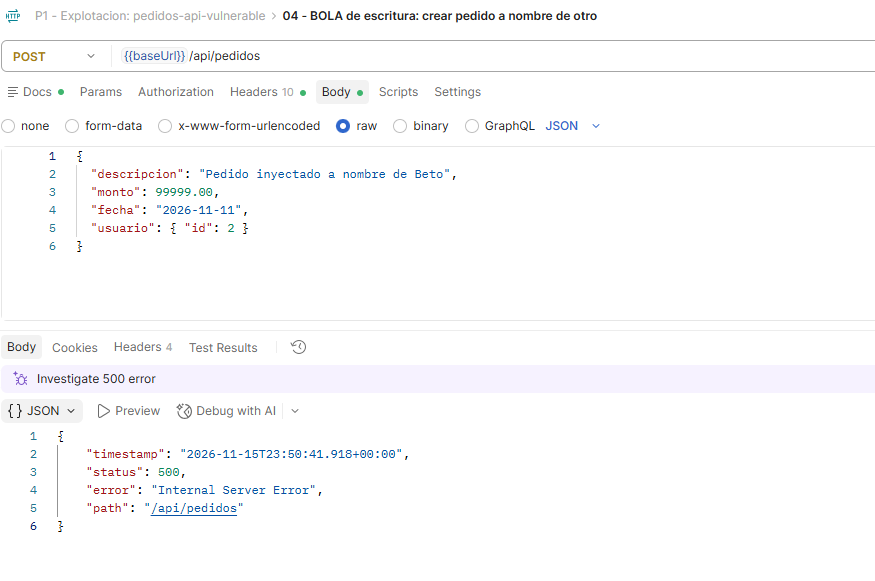 HTTP P1 - Explotacion: pedidos-api-vulnerable > 04 - BOLA de escritura: crear pedido a nombre de otro
POST {{baseUrl}} /api/pedidos
Docs Params Authorization Headers 10 Body Scripts Settings
none form-data x-www-form-urlencoded raw binary GraphQL JSON
1 {
2 "descripcion": "Pedido inyectado a nombre de Beto",
3 "monto": 99999.00,
4 "fecha": "2026-11-11",
5 "usuario": { "id": 2 }
6 }
Body Cookies Headers 4 Test Results
Investigate 500 error
{} JSON Preview Debug with AI
1 {
2 "timestamp": "2026-11-15T23:50:41.918+00:00",
3 "status": 500,
4 "error": "Internal Server Error",
5 "path": "/api/pedidos"
6 }